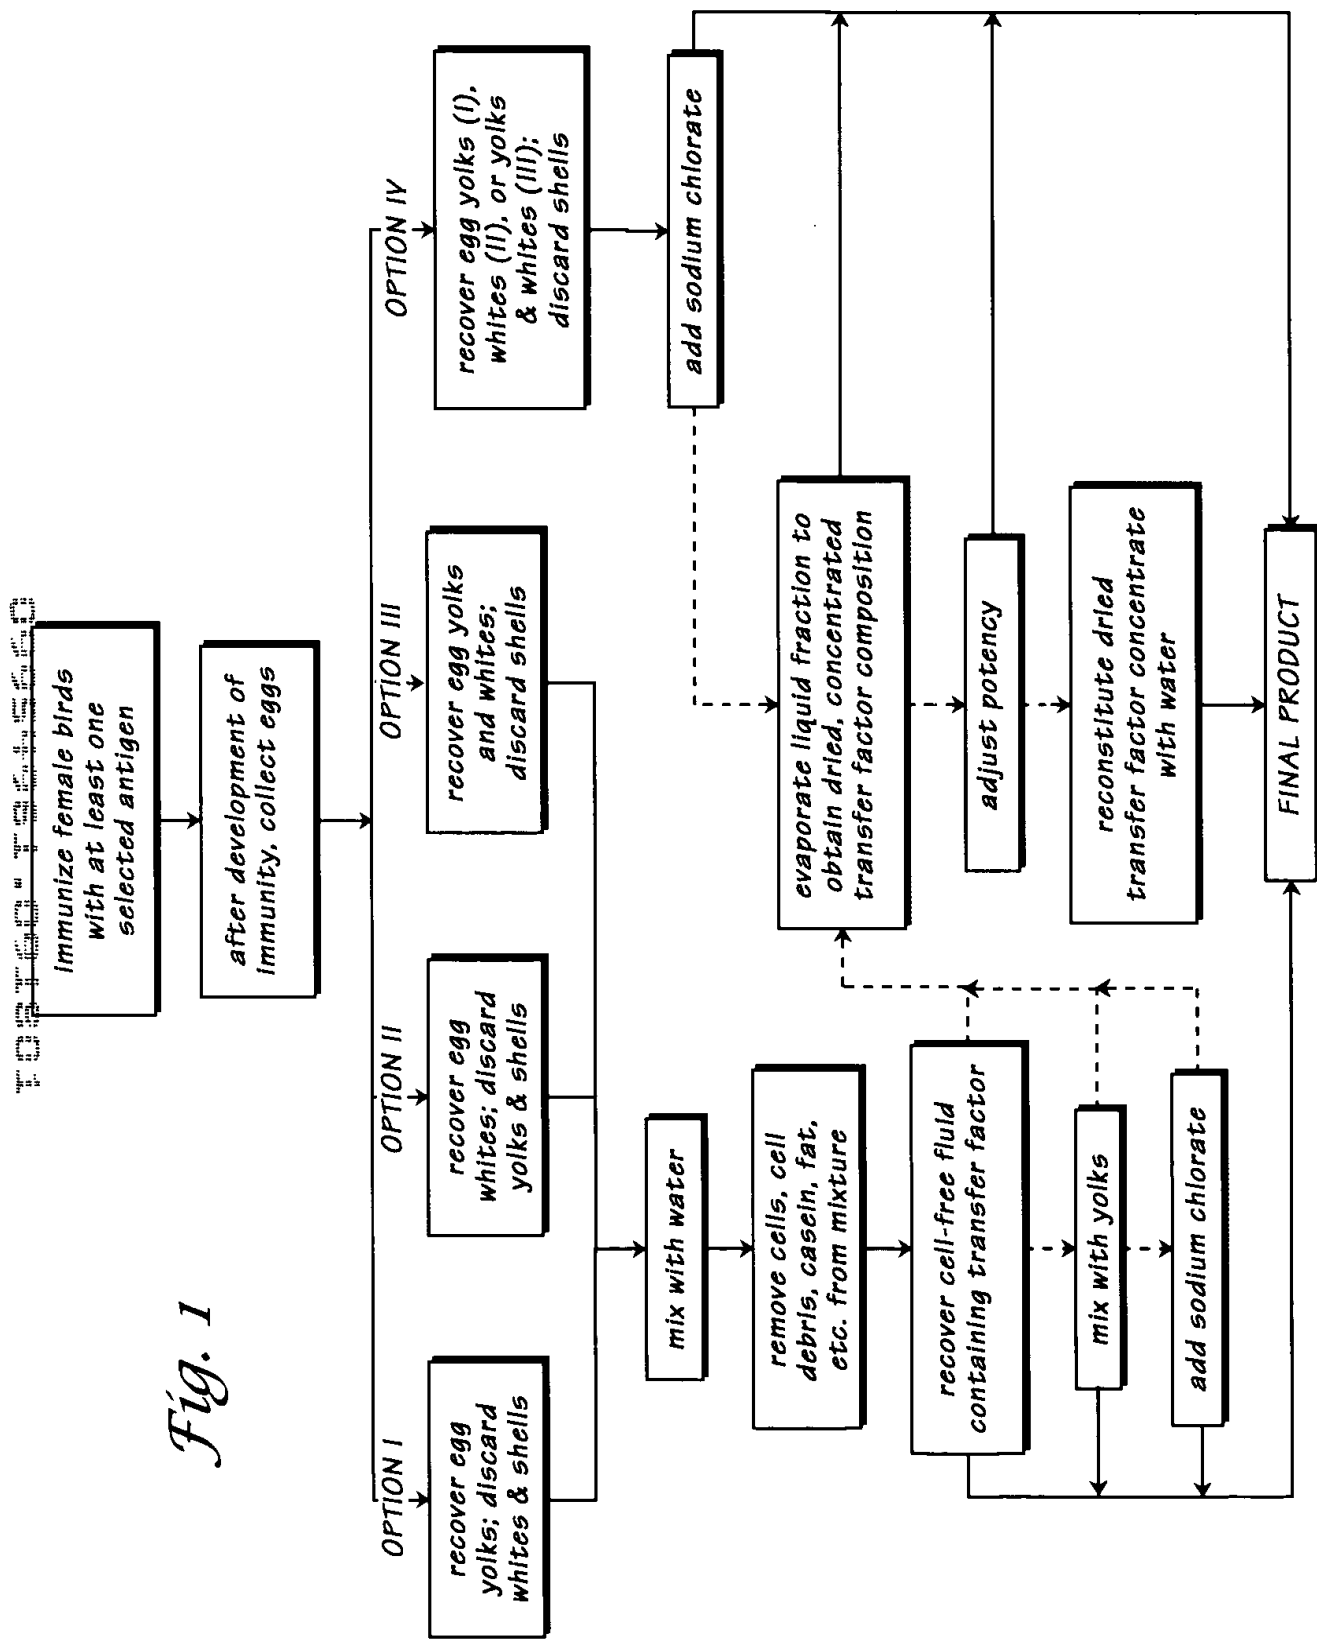 Fig. 1
immunize female birds
with at least one
selected antigen
after development of
immunity, collect eggs
OPTION I
OPTION II
OPTION III
OPTION IV
recover egg
yolks; discard
whites & shells
recover egg
whites; discard
yolks & shells
recover egg yolks
and whites;
discard shells
recover egg yolks (I),
whites (II), or yolks
& whites (III);
discard shells
mix with water
add sodium chlorate
remove cells, cell
debris, casein, fat,
etc. from mixture
evaporate liquid fraction to
obtain dried, concentrated
transfer factor composition
recover cell-free fluid
containing transfer factor
adjust potency
mix with yolks
reconstitute dried
transfer factor concentrate
with water
add sodium chlorate
FINAL PRODUCT